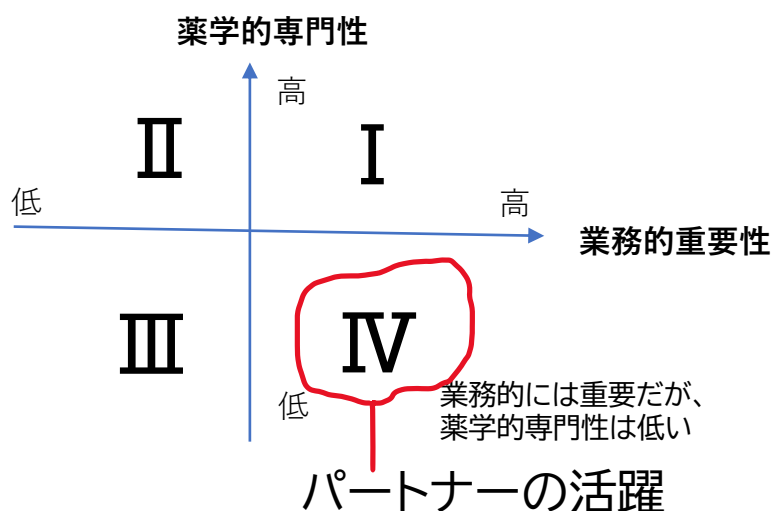 薬学的専門性
高
Ⅱ
Ⅰ
低
高
業務的重要性
Ⅲ
Ⅳ
低
業務的には重要だが、
薬学的専門性は低い
パートナーの活躍